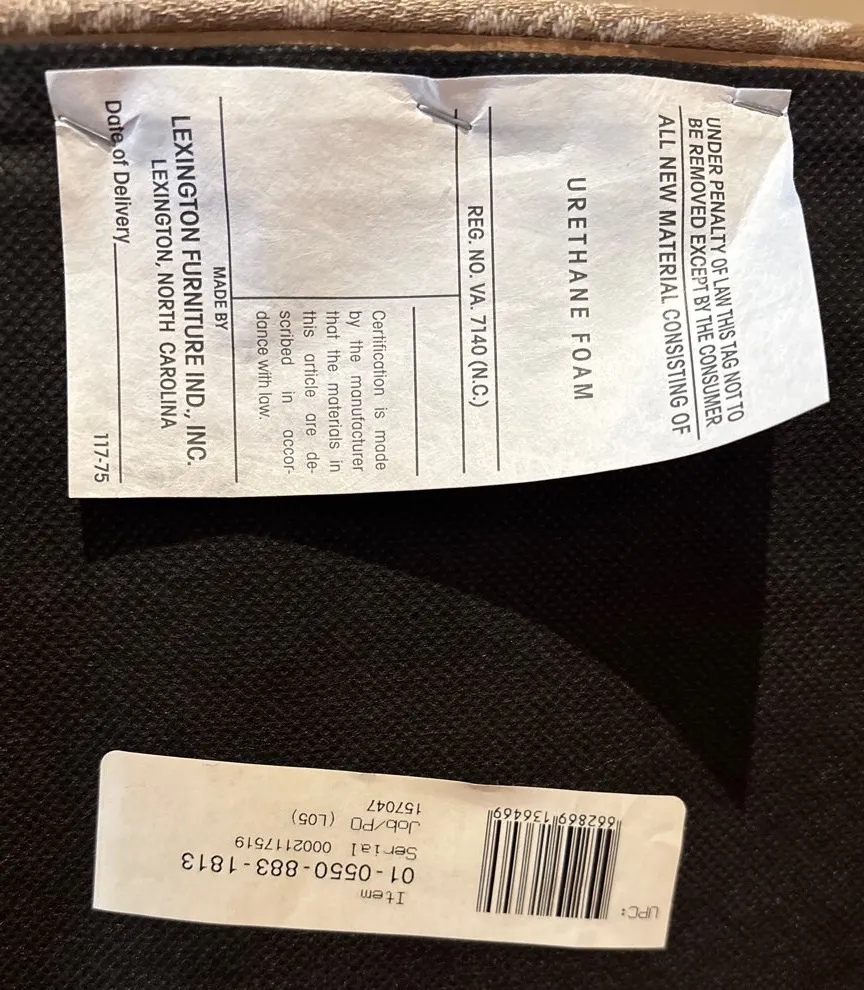 UNDER PENALTY OF LAW THIS TAG NOT TO
BE REMOVED EXCEPT BY THE CONSUMER
ALL NEW MATERIAL CONSISTING OF
URETHANE FOAM
REG. NO. VA. 7140 (N.C.)
Certification is made
by the manufacturer
that the materials in
this article are de-
scribed in accor-
dance with law.
MADE BY
LEXINGTON FURNITURE IND., INC.
LEXINGTON, NORTH CAROLINA
Date of Delivery
117-75
UPC:
662869 136469
Item
01-0550-883-1813
Serial 0002117519
Job/PO (L05)
157047